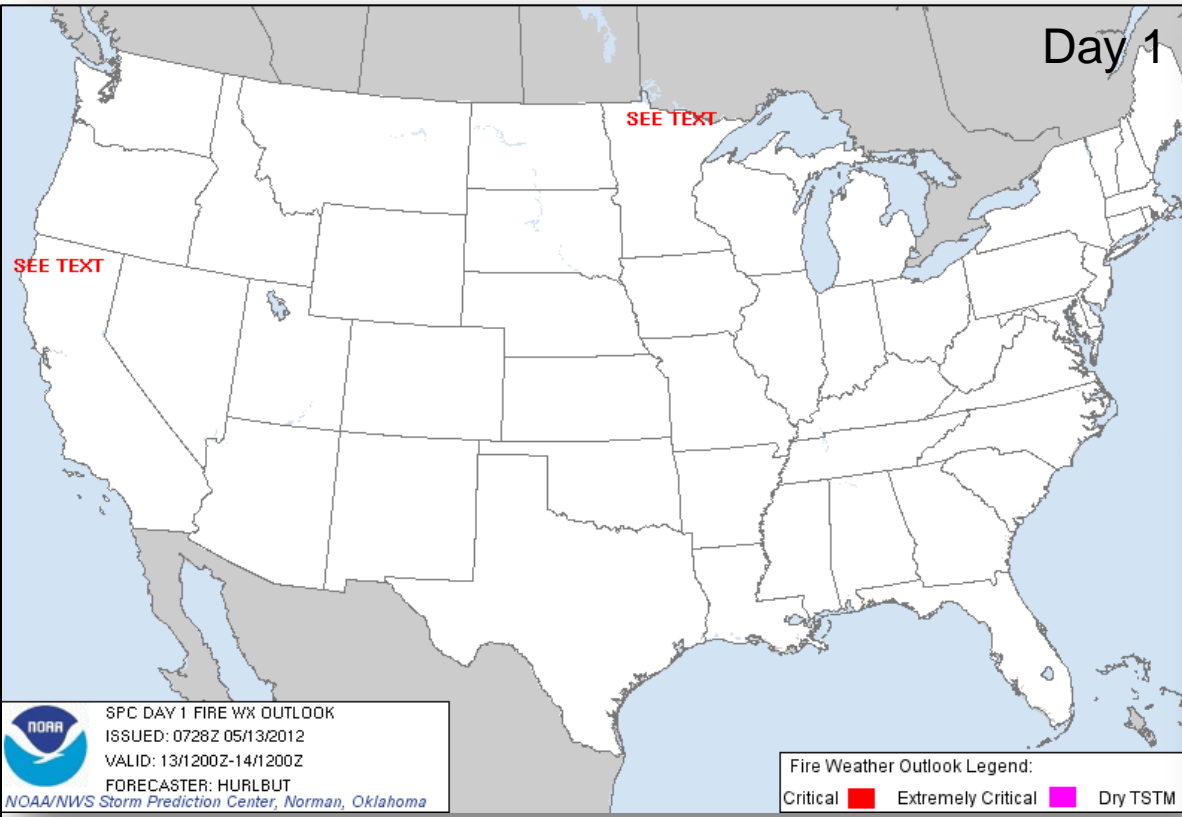 Day 1
SEE TEXT
SEE TEXT
NOAA
SPC DAY 1 FIRE WX OUTLOOK
ISSUED: 0728Z 05/13/2012
VALID: 13/1200Z-14/1200Z
FORECASTER: HURLBUT
NOAA/NWS Storm Prediction Center, Norman, Oklahoma
Fire Weather Outlook Legend:
Critical Extremely Critical Dry TSTM